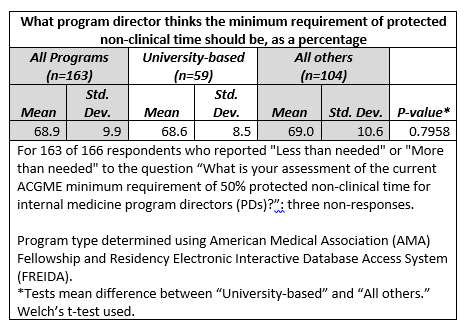 What program director thinks the minimum requirement of protected
non-clinical time should be, as a percentage
All Programs University-based All others
(n=163) (n=59) (n=104)
Std. Std.
Mean Dev. Mean Dev. Mean Std. Dev. P-value*
68.9 9.9 68.6 8.5 69.0 10.6 0.7958
For 163 of 166 respondents who reported "Less than needed" or "More
than needed" to the question “What is your assessment of the current
ACGME minimum requirement of 50% protected non-clinical time for
internal medicine program directors (PDs)?”; three non-responses.
Program type determined using American Medical Association (AMA)
Fellowship and Residency Electronic Interactive Database Access System
(FREIDA).
*Tests mean difference between “University-based” and “All others.”
Welch’s t-test used.